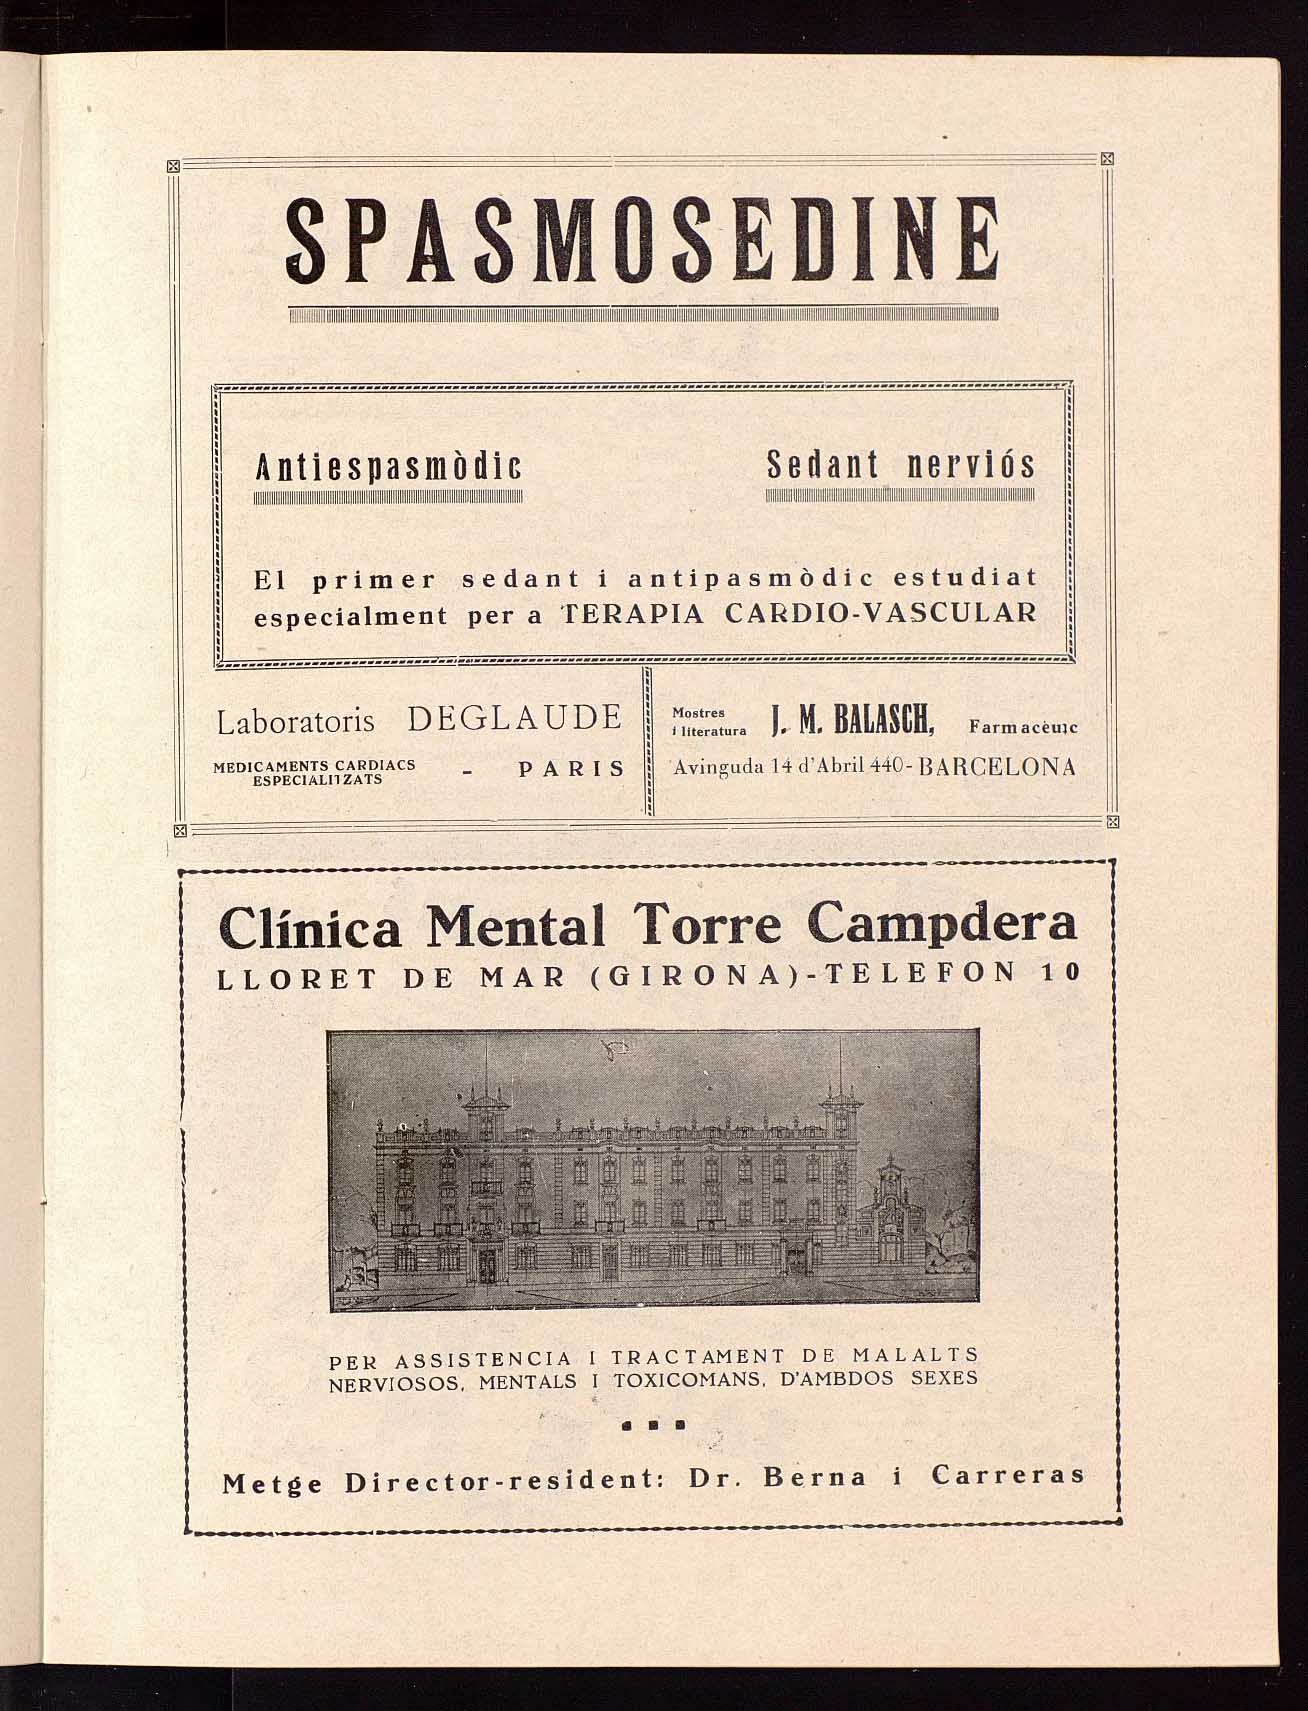 SPASMOSEDINE
Antiespasmòdic
Sedant nerviós
El primer sedant i antipasmòdic estudiat
especialment per a TERAPIA CARDIO-VASCULAR
Laboratoris DEGLAUDE
MEDICAMENTS CARDIACS
ESPECIALITZATS
- PARIS
Mostres
i literatura
J. M. BALASCH, Farmacèutic
Avinguda 14 d'Abril 440-BARCELONA
Clínica Mental Torre Campdera
LLORET DE MAR (GIRONA)-TELEFON 10
PER ASSISTENCIA I TRACTAMENT DE MALALTS
NERVIOSOS, MENTALS I TOXICOMANS, D'AMBDOS SEXES
Metge Director-resident: Dr. Berna i Carreras